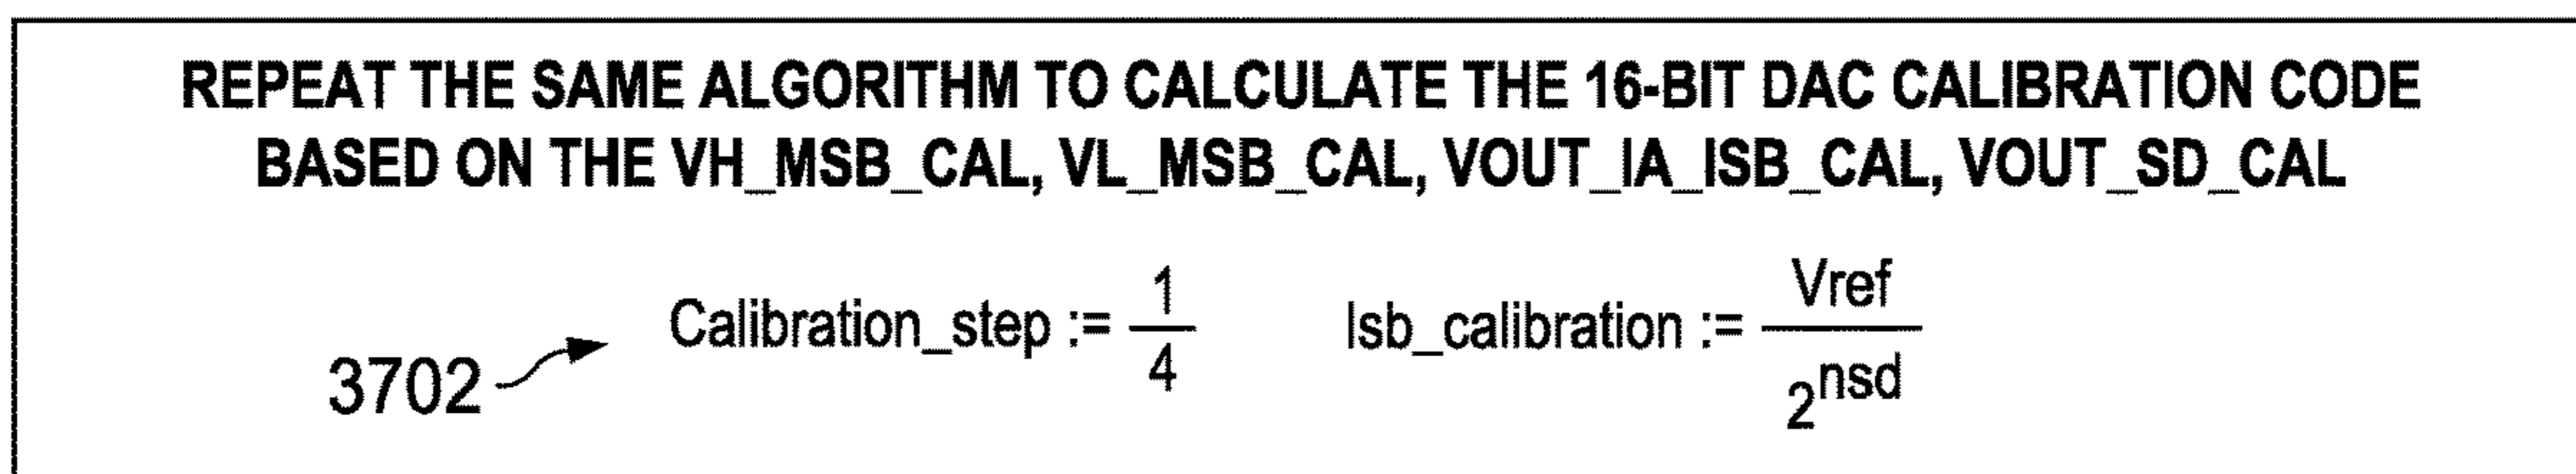 REPEAT THE SAME ALGORITHM TO CALCULATE THE 16-BIT DAC CALIBRATION CODE
BASED ON THE VH_MSB_CAL, VL_MSB_CAL, VOUT_IA_ISB_CAL, VOUT_SD_CAL
3702 Calibration_step := 1/4 lsb_calibration := Vref/2^nsd